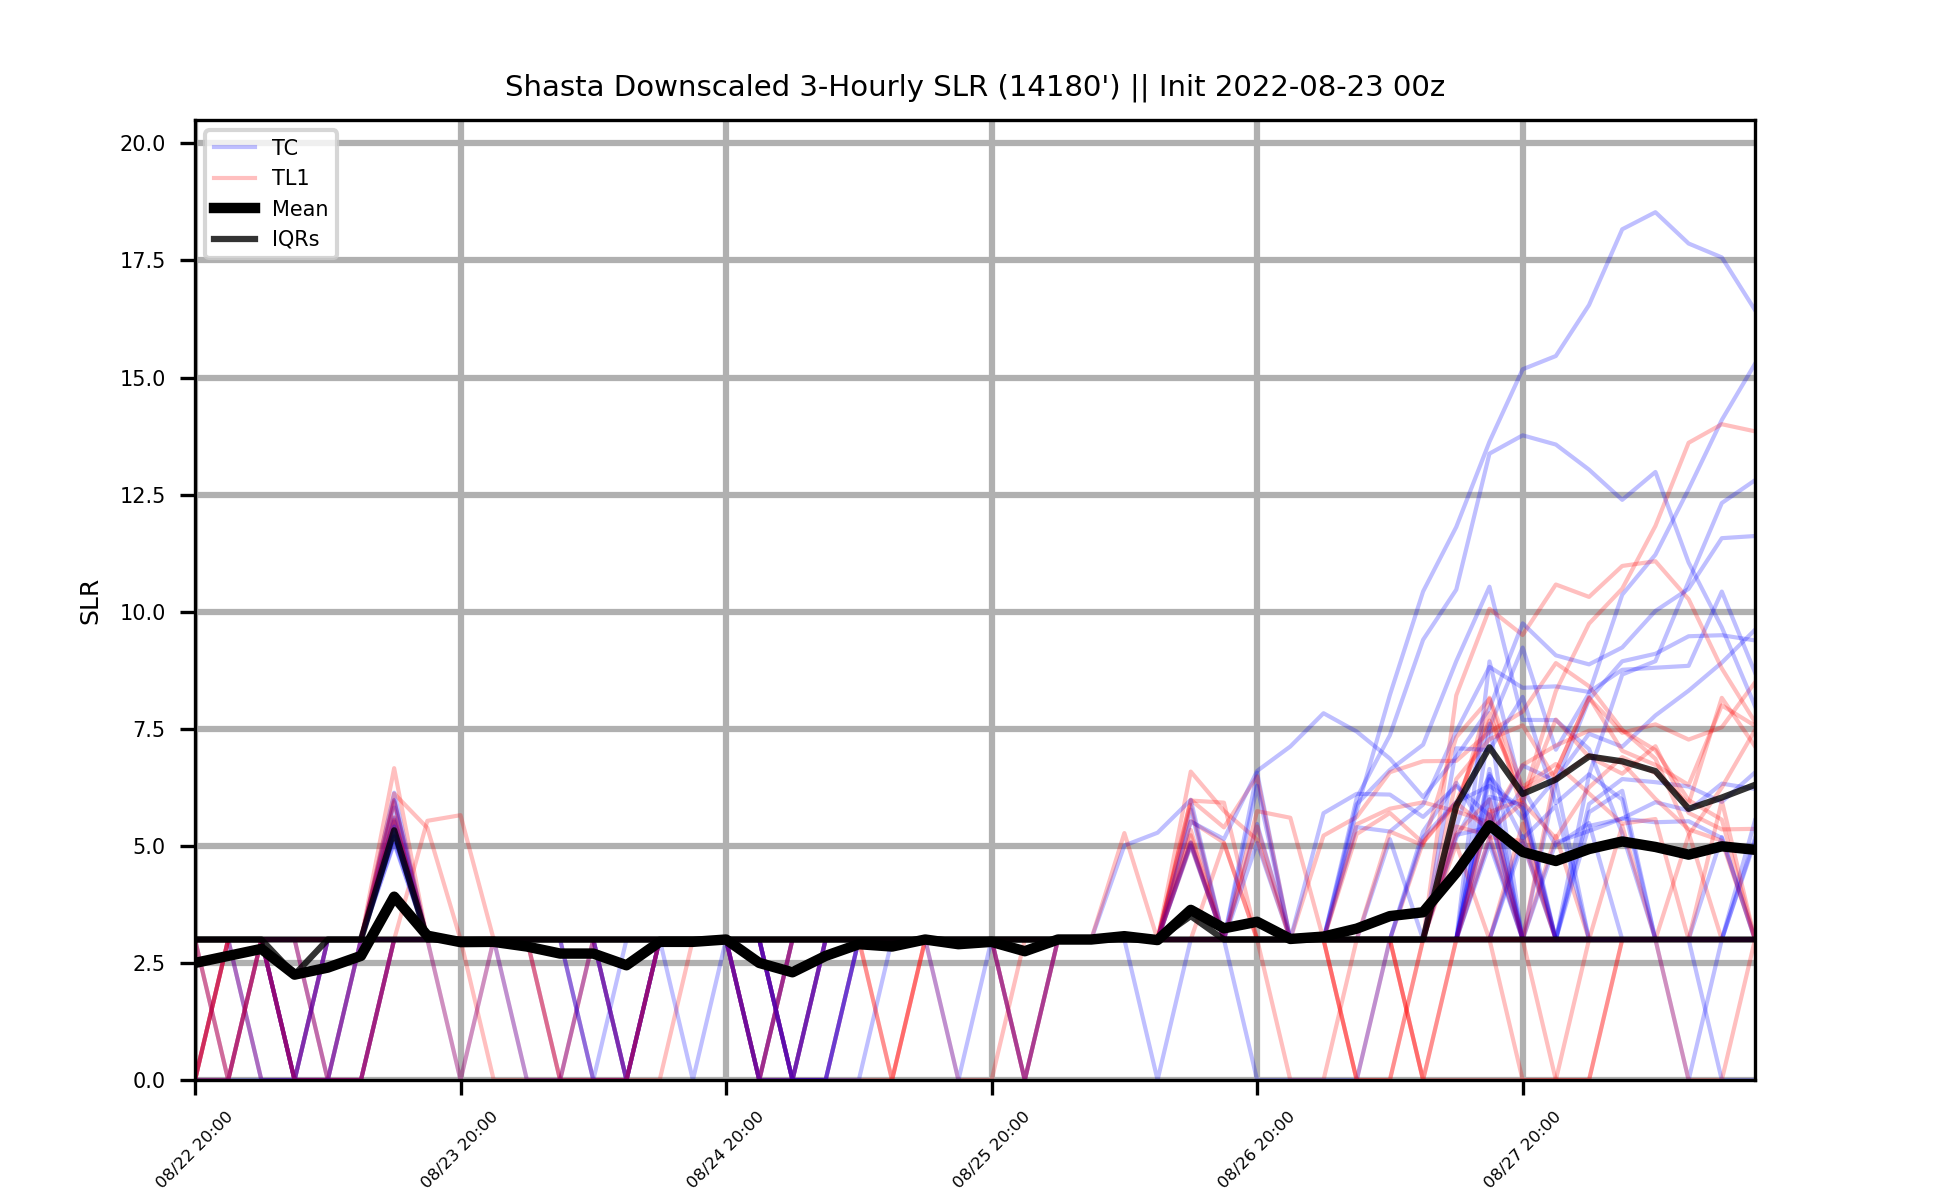 Shasta Downscaled 3-Hourly SLR (14180') || Init 2022-08-23 00z
TC
TL1
Mean
IQRs
SLR
20.0
17.5
15.0
12.5
10.0
7.5
5.0
2.5
0.0
08/22 20:00
08/23 20:00
08/24 20:00
08/25 20:00
08/26 20:00
08/27 20:00